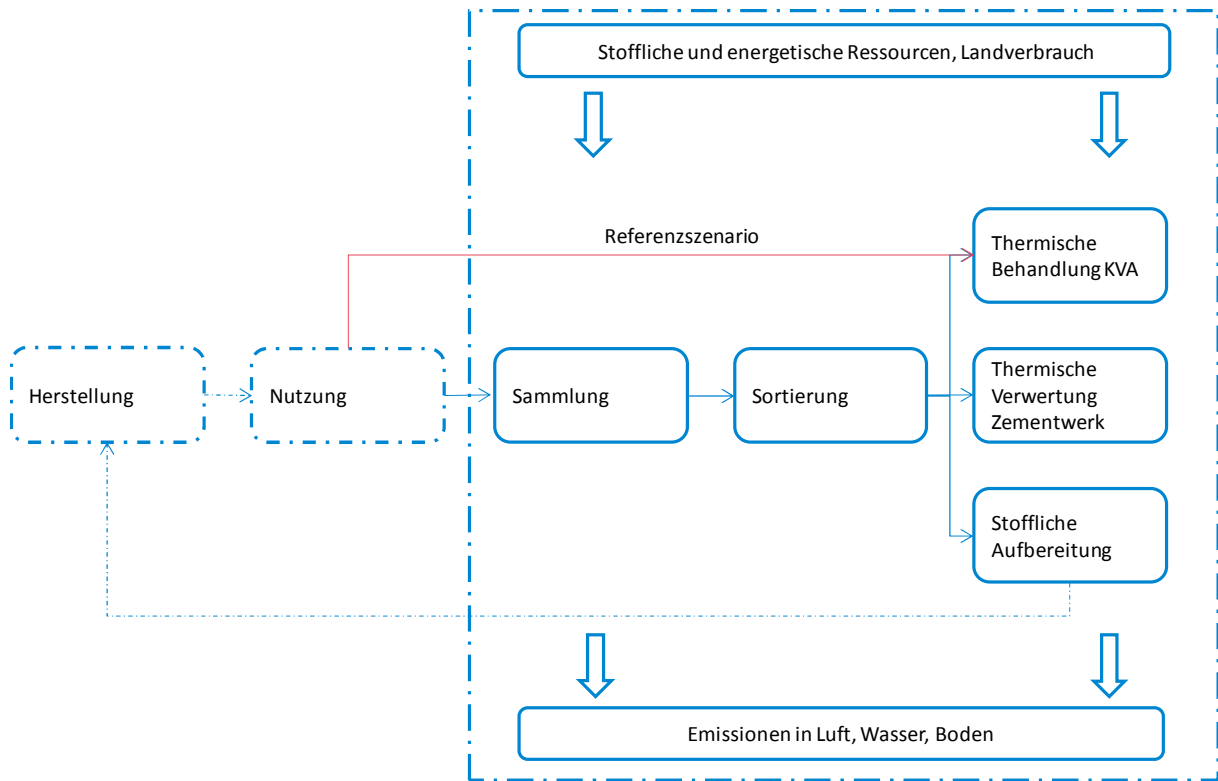 Stoffliche und energetische Ressourcen, Landverbrauch
Referenzszenario
Thermische
Behandlung KVA
Herstellung
Nutzung
Sammlung
Sortierung
Thermische
Verwertung
Zementwerk
Stoffliche
Aufbereitung
Emissionen in Luft, Wasser, Boden